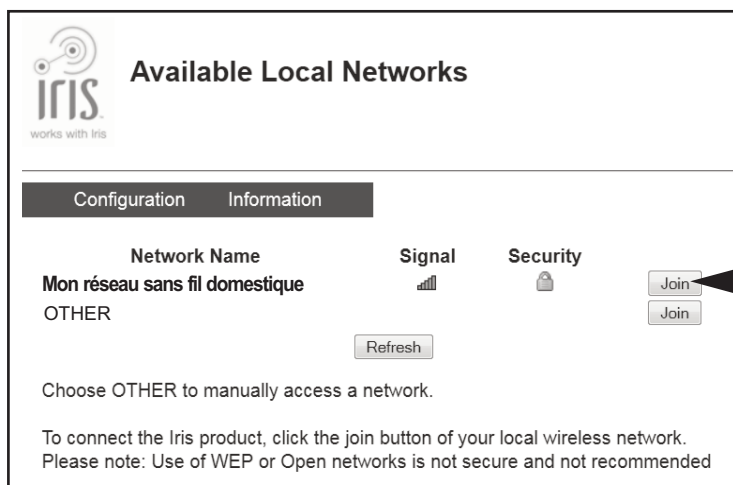 IRIS.
works with Iris
Available Local Networks
Configuration Information
Network Name Signal Security
Mon réseau sans fil domestique Join
OTHER Join
Refresh
Choose OTHER to manually access a network.
To connect the Iris product, click the join button of your local wireless network.
Please note: Use of WEP or Open networks is not secure and not recommended